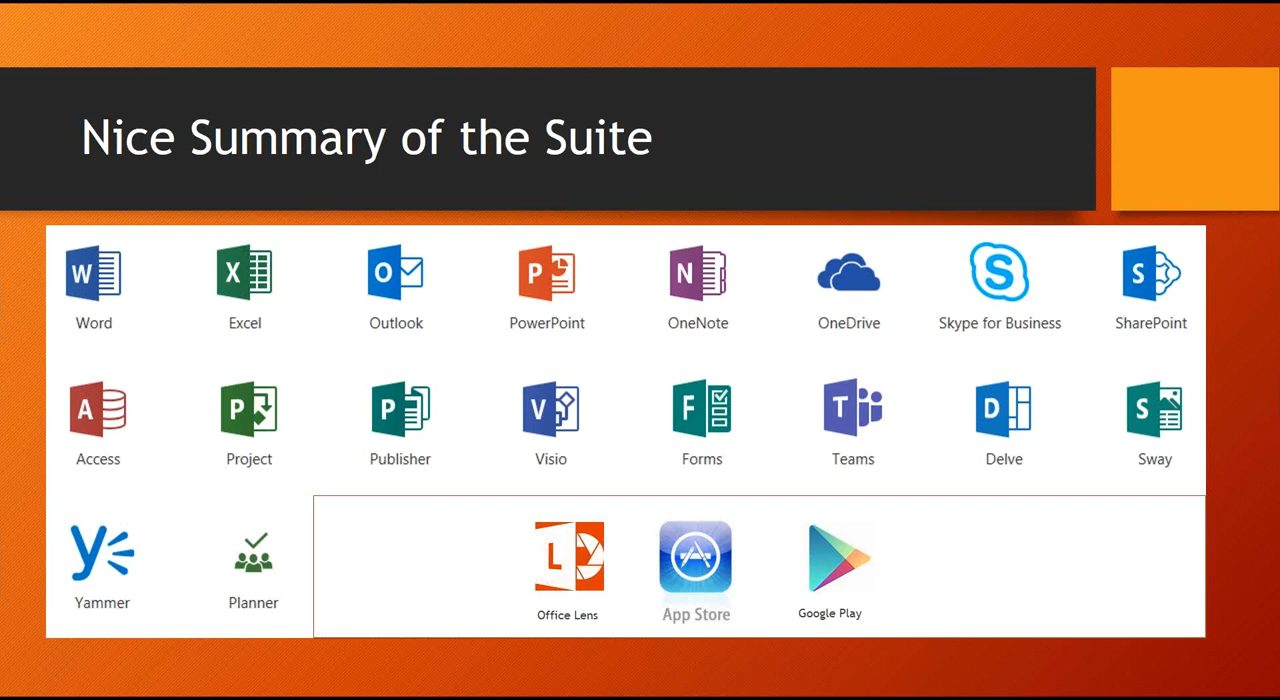 Nice Summary of the Suite
W X O P N S S
Word Excel Outlook PowerPoint OneNote OneDrive Skype for Business SharePoint
A P P V F T D S
Access Project Publisher Visio Forms Teams Delve Sway
L
Yammer Planner Office Lens App Store Google Play